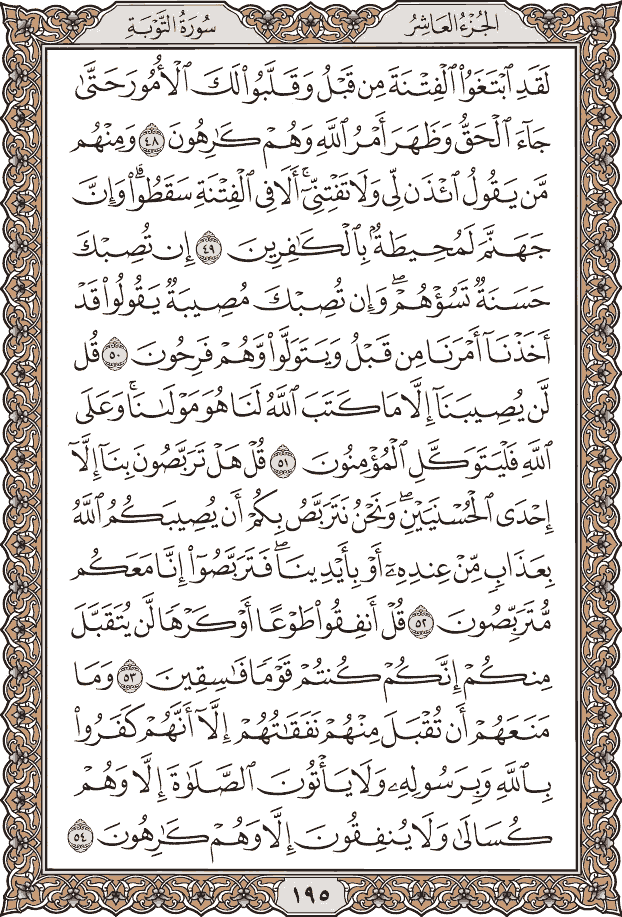 الجُزْءُ العَاشِرُ
سُورَةُ التَّوْبَةِ
لَقَدِ ٱبْتَغَوُا۟ ٱلْفِتْنَةَ مِن قَبْلُ وَقَلَّبُوا۟ لَكَ ٱلْأُمُورَ حَتَّىٰ
جَآءَ ٱلْحَقُّ وَظَهَرَ أَمْرُ ٱللَّهِ وَهُمْ كَٰرِهُونَ ٤٨ وَمِنْهُم
مَّن يَقُولُ ٱئْذَن لِّى وَلَا تَفْتِنِّىٓ ۚ أَلَا فِى ٱلْفِتْنَةِ سَقَطُوا۟ ۗ وَإِنَّ
جَهَنَّمَ لَمُحِيطَةٌۢ بِٱلْكَٰفِرِينَ ٤٩ إِن تُصِبْكَ
حَسَنَةٌ تَسُؤْهُمْ ۖ وَإِن تُصِبْكَ مُصِيبَةٌ يَقُولُوا۟ قَدْ
أَخَذْنَآ أَمْرَنَا مِن قَبْلُ وَيَتَوَلَّوا۟ وَّهُمْ فَرِحُونَ ٥٠ قُل
لَّن يُصِيبَنَآ إِلَّا مَا كَتَبَ ٱللَّهُ لَنَا هُوَ مَوْلَىٰنَا ۚ وَعَلَى
ٱللَّهِ فَلْيَتَوَكَّلِ ٱلْمُؤْمِنُونَ ٥١ قُلْ هَلْ تَرَبَّصُونَ بِنَآ إِلَّآ
إِحْدَى ٱلْحُسْنَيَيْنِ ۖ وَنَحْنُ نَتَرَبَّصُ بِكُمْ أَن يُصِيبَكُمُ ٱللَّهُ
بِعَذَابٍ مِّنْ عِندِهِۦٓ أَوْ بِأَيْدِينَا ۖ فَتَرَبَّصُوٓا۟ إِنَّا مَعَكُم
مُّتَرَبِّصُونَ ٥٢ قُلْ أَنفِقُوا۟ طَوْعًا أَوْ كَرْهًا لَّن يُتَقَبَّلَ
مِنكُمْ ۖ إِنَّكُمْ كُنتُمْ قَوْمًا فَٰسِقِينَ ٥٣ وَمَا
مَنَعَهُمْ أَن تُقْبَلَ مِنْهُمْ نَفَقَٰتُهُمْ إِلَّآ أَنَّهُمْ كَفَرُوا۟
بِٱللَّهِ وَبِرَسُولِهِۦ وَلَا يَأْتُونَ ٱلصَّلَوٰةَ إِلَّا وَهُمْ
كُسَالَىٰ وَلَا يُنفِقُونَ إِلَّا وَهُمْ كَٰرِهُونَ ٥٤
١٩٥